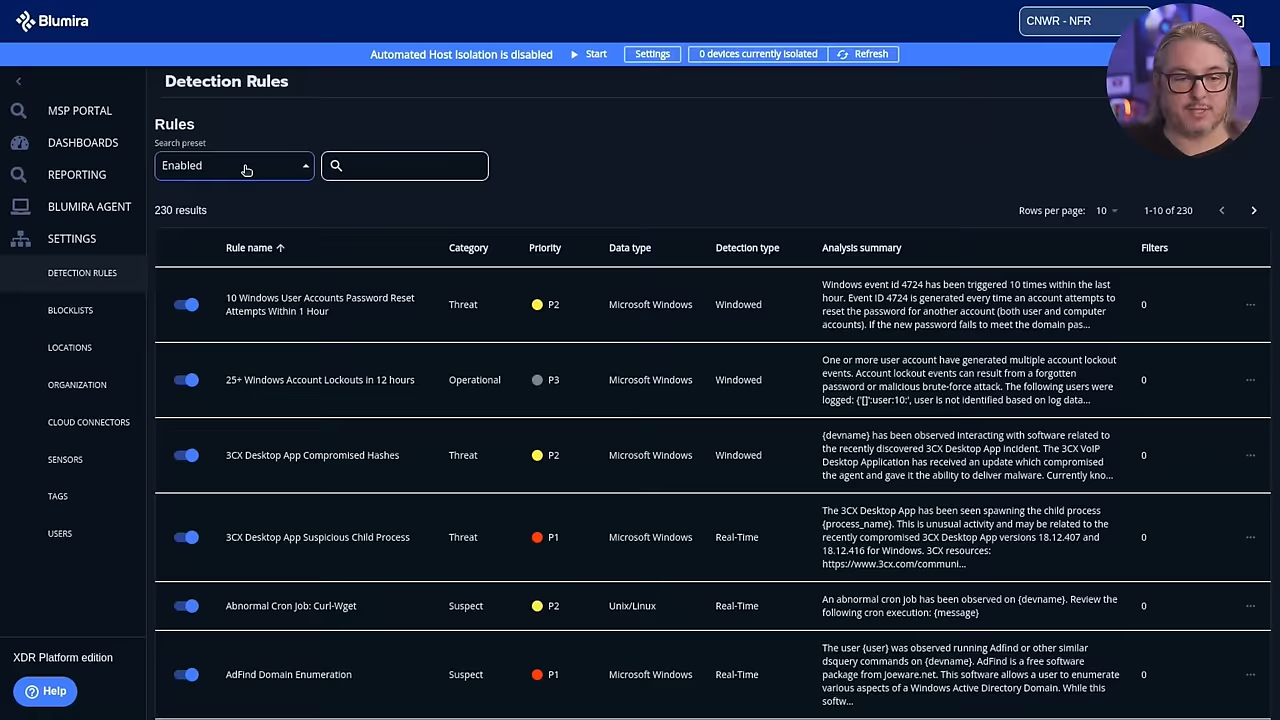 Blumira
CNWR - NFR
Automated Host Isolation is disabled
Start
Settings
0 devices currently isolated
Refresh
MSP PORTAL
DASHBOARDS
REPORTING
BLUMIRA AGENT
SETTINGS
DETECTION RULES
BLOCKLISTS
LOCATIONS
ORGANIZATION
CLOUD CONNECTORS
SENSORS
TAGS
USERS
XDR Platform edition
Help
Detection Rules
Rules
Search preset
Enabled
230 results
Rows per page: 10
1-10 of 230
Rule name
Category
Priority
Data type
Detection type
Analysis summary
Filters
10 Windows User Accounts Password Reset
Attempts Within 1 Hour
Threat
P2
Microsoft Windows
Windowed
Windows event id 4724 has been triggered 10 times within the last
hour. Event ID 4724 is generated every time an account attempts to
reset the password for another account (both user and computer
accounts). If the new password fails to meet the domain pas...
0
25+ Windows Account Lockouts in 12 hours
Operational
P3
Microsoft Windows
Windowed
One or more user account have generated multiple account lockout
events. Account lockout events can result from a forgotten
password or malicious brute-force attack. The following users were
logged: {'[]':user:10:', user is not identified based on log data...
0
3CX Desktop App Compromised Hashes
Threat
P2
Microsoft Windows
Windowed
{devname} has been observed interacting with software related to
the recently discovered 3CX Desktop App incident. The 3CX VoIP
Desktop Application has received an update which compromised
the agent and gave it the ability to deliver malware. Currently kno...
0
3CX Desktop App Suspicious Child Process
Threat
P1
Microsoft Windows
Real-Time
The 3CX Desktop App has been seen spawning the child process
{process_name}. This is unusual activity and may be related to the
recently compromised 3CX Desktop App versions 18.12.407 and
18.12.416 for Windows. 3CX resources:
https://www.3cx.com/communi...
0
Abnormal Cron Job: Curl-Wget
Suspect
P2
Unix/Linux
Real-Time
An abnormal cron job has been observed on {devname}. Review the
following cron execution: {message}
0
AdFind Domain Enumeration
Suspect
P1
Microsoft Windows
Real-Time
The user {user} was observed running Adfind or other similar
dsquery commands on {devname}. AdFind is a free software
package from Joeware.net. This software allows a user to enumerate
various aspects of a Windows Active Directory Domain. While this
softw...
0